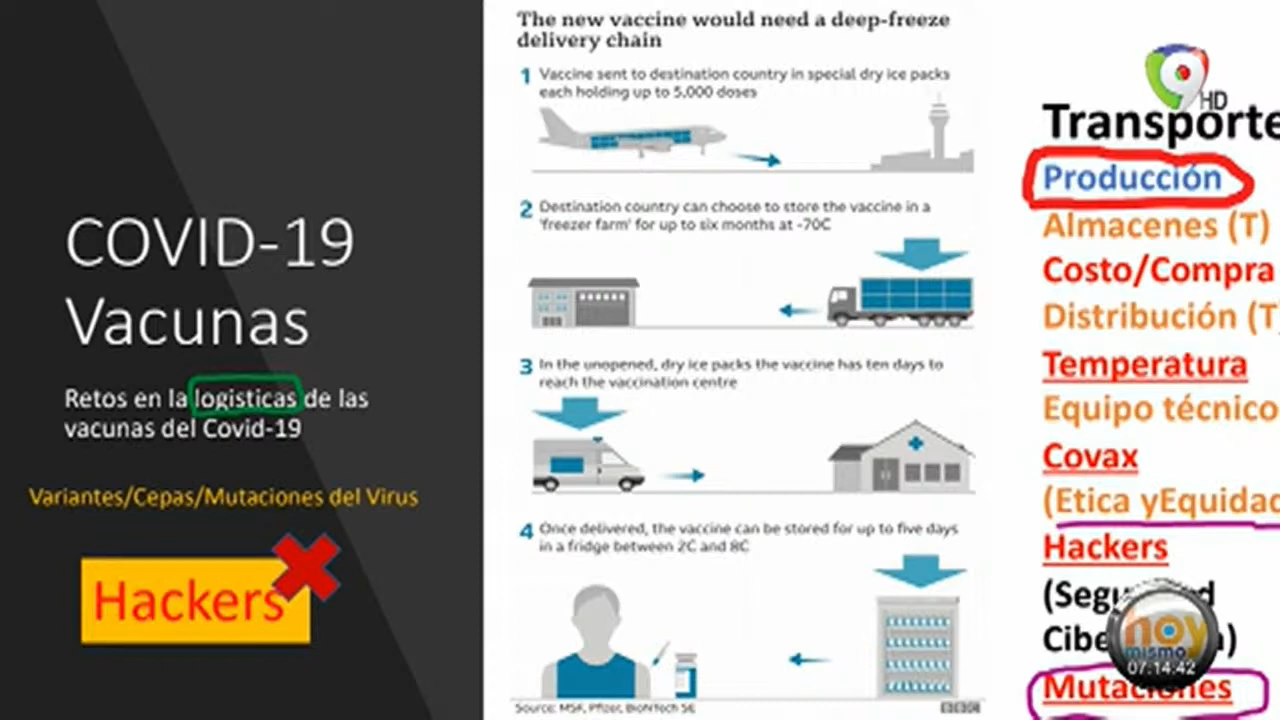 COVID-19
Vacunas
Retos en la logisticas de las
vacunas del Covid-19
Variantes/Cepas/Mutaciones del Virus
Hackers
The new vaccine would need a deep-freeze
delivery chain
1 Vaccine sent to destination country in special dry ice packs
each holding up to 5,000 doses
2 Destination country can choose to store the vaccine in a
'freezer farm' for up to six months at -70C
3 In the unopened, dry ice packs the vaccine has ten days to
reach the vaccination centre
4 Once delivered, the vaccine can be stored for up to five days
in a fridge between 2C and 8C
Source: MSF, Pfizer, BioNTech SE
BBC
9 HD
Transporte
Producción
Almacenes (T)
Costo/Compra
Distribución (T
Temperatura
Equipo técnico
Covax
(Etica yEquidad
Hackers
Mutaciones
hoy
mismo
07:14:42